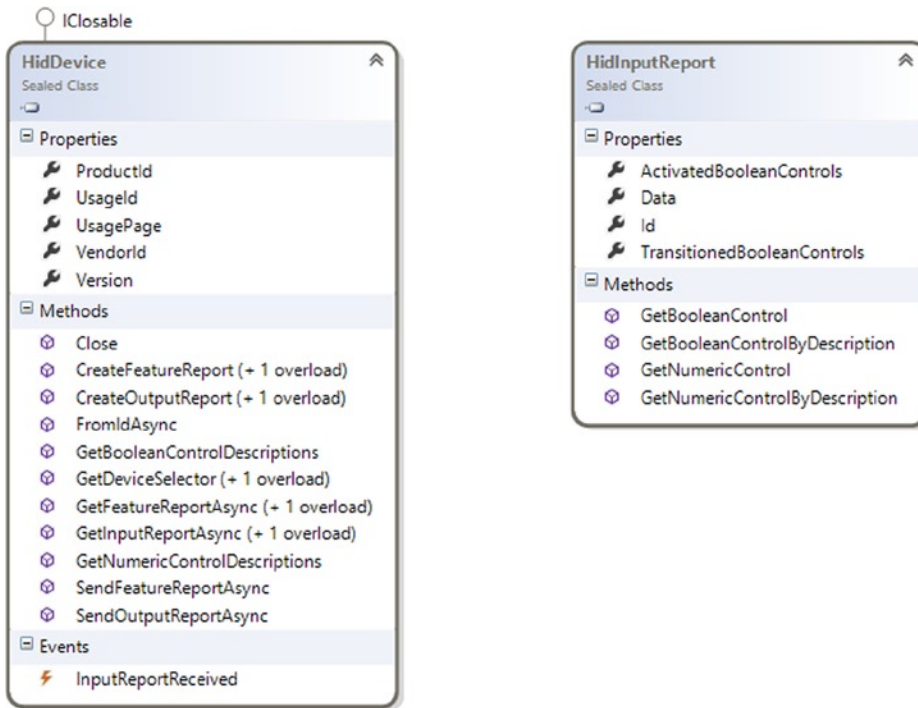 IClosable
HidDevice
Sealed Class
Properties
ProductId
UsageId
UsagePage
VendorId
Version
Methods
Close
CreateFeatureReport (+ 1 overload)
CreateOutputReport (+ 1 overload)
FromIdAsync
GetBooleanControlDescriptions
GetDeviceSelector (+ 1 overload)
GetFeatureReportAsync (+ 1 overload)
GetInputReportAsync (+ 1 overload)
GetNumericControlDescriptions
SendFeatureReportAsync
SendOutputReportAsync
Events
InputReportReceived
HidInputReport
Sealed Class
Properties
ActivatedBooleanControls
Data
Id
TransitionedBooleanControls
Methods
GetBooleanControl
GetBooleanControlByDescription
GetNumericControl
GetNumericControlByDescription